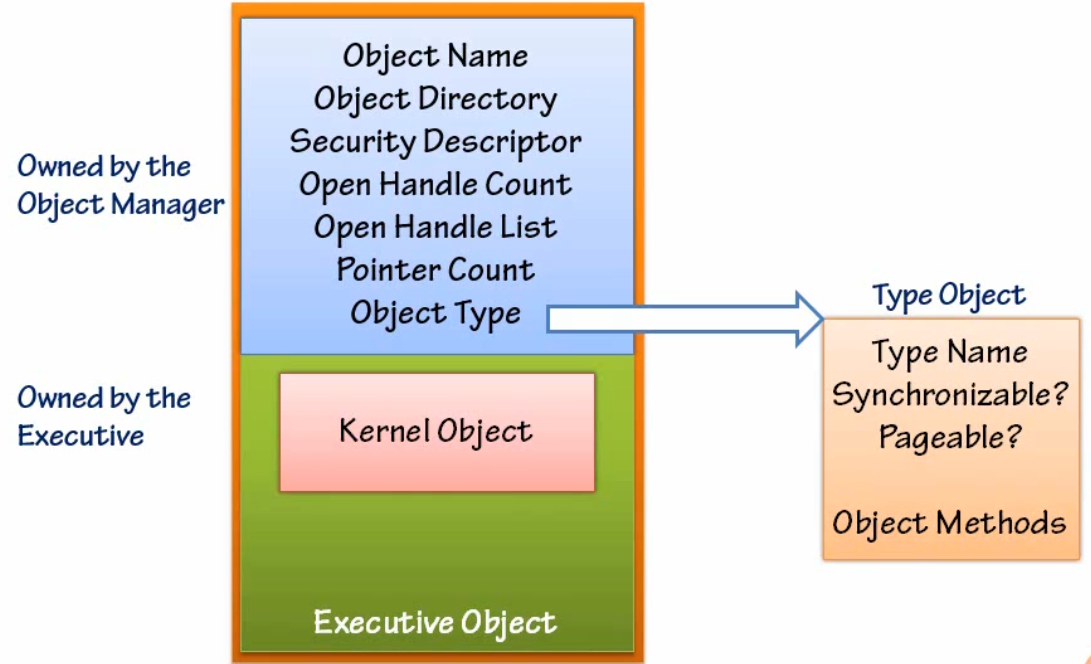 Object Name
Object Directory
Security Descriptor
Open Handle Count
Open Handle List
Pointer Count
Object Type
Owned by the
Object Manager
Type Object
Type Name
Synchronizable?
Pageable?
Object Methods
Owned by the
Executive
Kernel Object
Executive Object